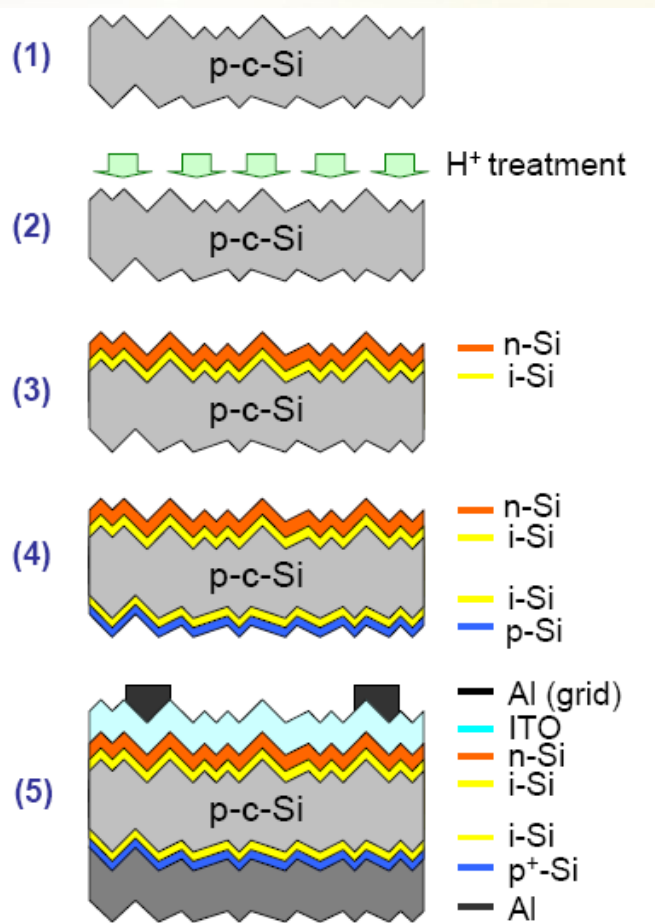 (1)
p-c-Si
H⁺ treatment
(2)
p-c-Si
n-Si
i-Si
(3)
p-c-Si
n-Si
i-Si
(4)
p-c-Si
i-Si
p-Si
Al (grid)
ITO
n-Si
i-Si
(5)
p-c-Si
i-Si
p⁺-Si
Al